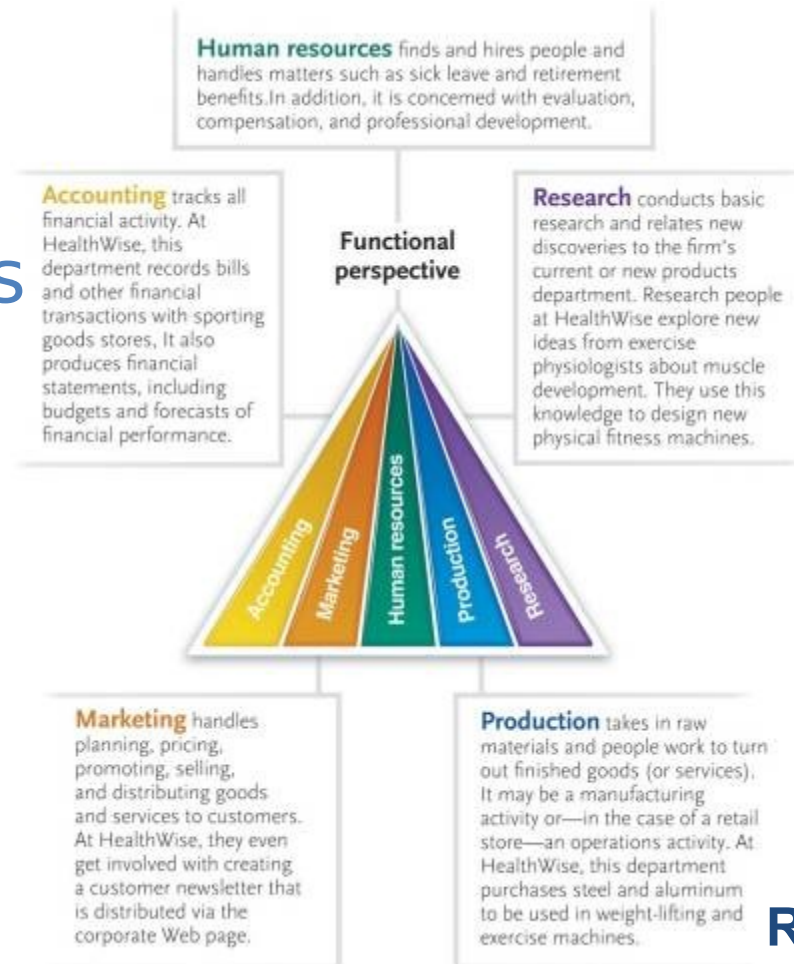 Human resources finds and hires people and
handles matters such as sick leave and retirement
benefits.In addition, it is concerned with evaluation,
compensation, and professional development.
Accounting tracks all
financial activity. At
HealthWise, this
department records bills
and other financial
transactions with sporting
goods stores, It also
produces financial
statements, including
budgets and forecasts of
financial performance.
s
Functional
perspective
Research conducts basic
research and relates new
discoveries to the firm's
current or new products
department. Research people
at HealthWise explore new
ideas from exercise
physiologists about muscle
development. They use this
knowledge to design new
physical fitness machines.
Accounting
Marketing
Human resources
Production
Research
Marketing handles
planning, pricing,
promoting, selling,
and distributing goods
and services to customers.
At HealthWise, they even
get involved with creating
a customer newsletter that
is distributed via the
corporate Web page.
Production takes in raw
materials and people work to turn
out finished goods (or services).
It may be a manufacturing
activity or—in the case of a retail
store—an operations activity. At
HealthWise, this department
purchases steel and aluminum
to be used in weight-lifting and
exercise machines.
R